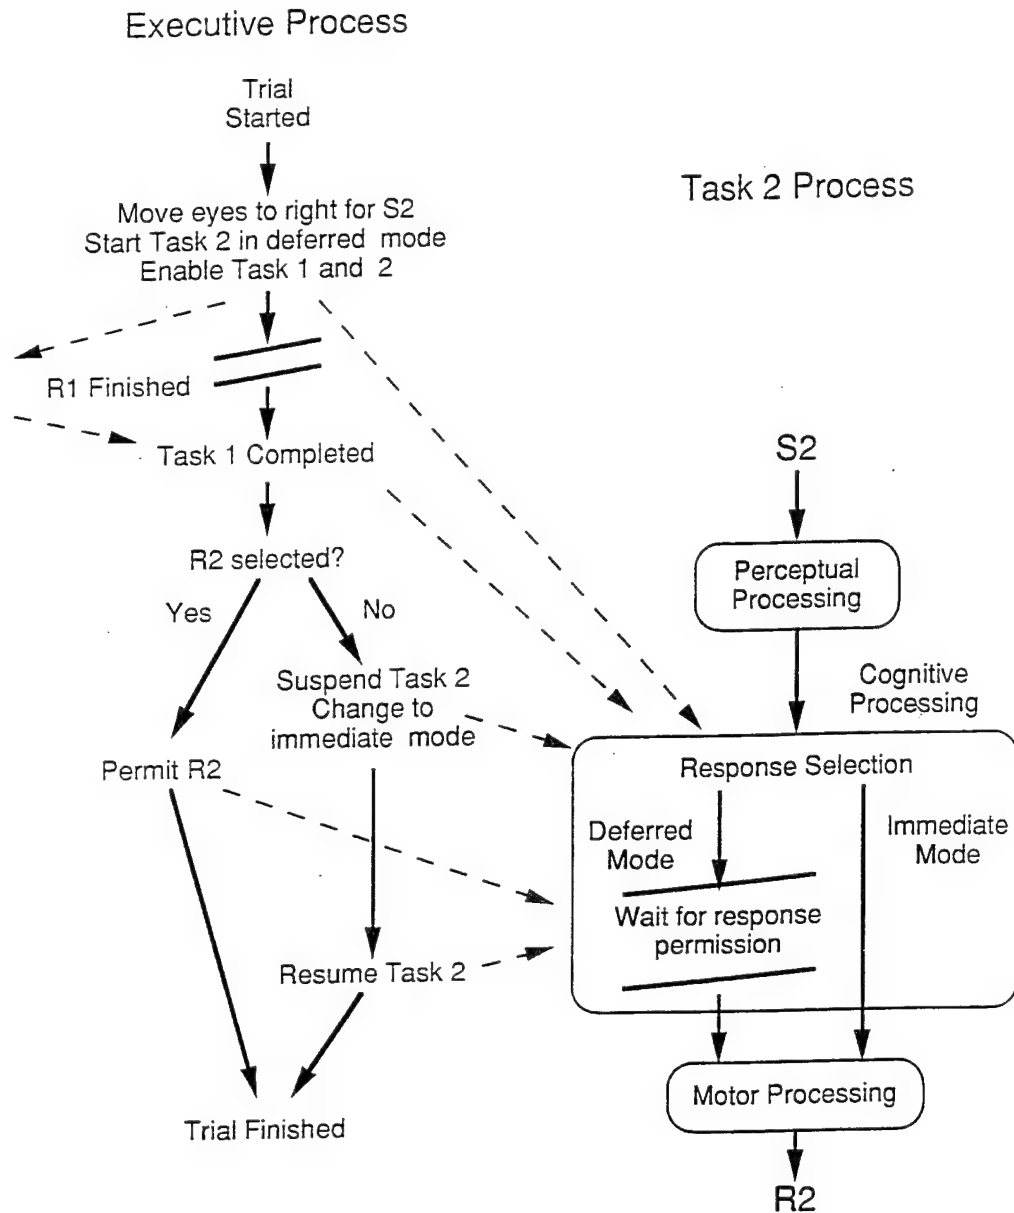 Executive Process
Trial
Started
Move eyes to right for S2
Start Task 2 in deferred mode
Enable Task 1 and 2
R1 Finished
Task 1 Completed
R2 selected?
Yes
No
Suspend Task 2
Change to
immediate mode
Permit R2
Resume Task 2
Trial Finished
Task 2 Process
S2
Perceptual
Processing
Cognitive
Processing
Response Selection
Deferred
Mode
Immediate
Mode
Wait for response
permission
Motor Processing
R2